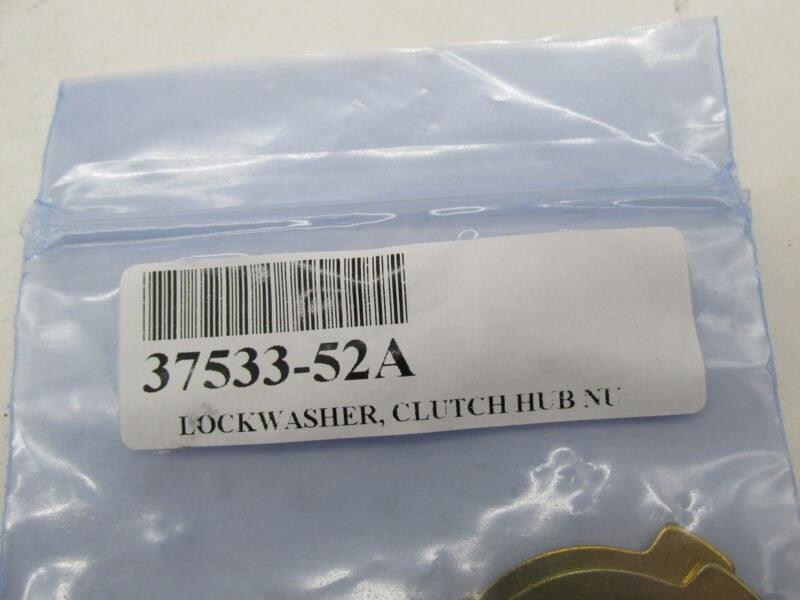 37533-52A
LOCKWASHER, CLUTCH HUB NU